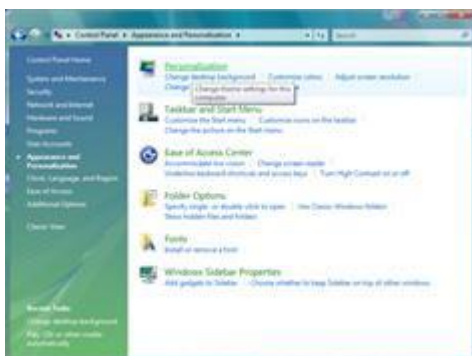 Control Panel Appearance and Personalization
Search
Control Panel Home
System and Maintenance
Security
Network and Internet
Hardware and Sound
Programs
User Accounts
Appearance and
Personalization
Clock, Language, and Region
Ease of Access
Additional Options
Classic View
Recent Tasks
Change desktop background
Play CDs or other media
automatically
Personalization
Change desktop background Customize colors Adjust screen resolution
Change
Change theme settings for this
computer.
Taskbar and Start Menu
Customize the Start menu Customize icons on the taskbar
Change the picture on the Start menu
Ease of Access Center
Accommodate low vision Change screen reader
Underline keyboard shortcuts and access keys Turn High Contrast on or off
Folder Options
Specify single- or double-click to open Use Classic Windows folders
Show hidden files and folders
Fonts
Install or remove a font
Windows Sidebar Properties
Add gadgets to Sidebar Choose whether to keep Sidebar on top of other windows